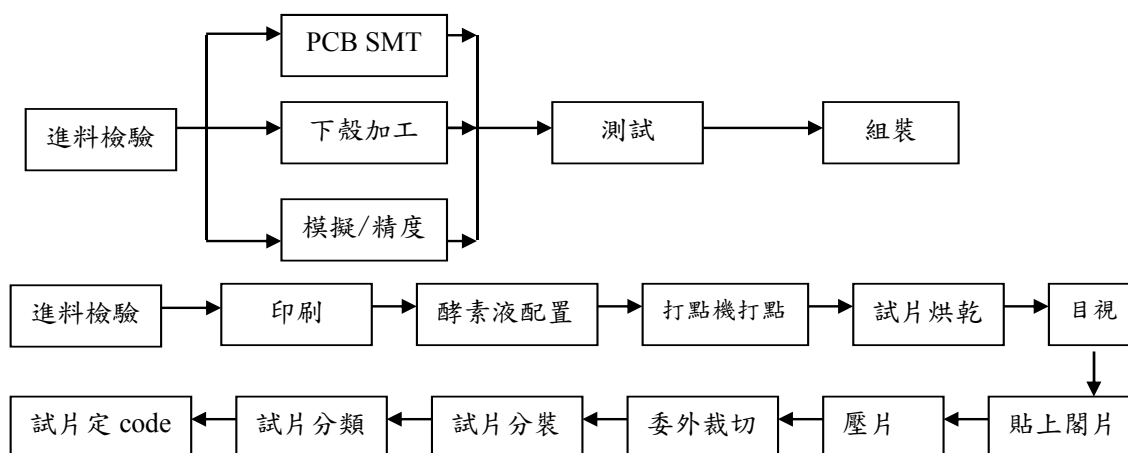 PCB SMT
進料檢驗
下殼加工
測試
組裝
模擬/精度
進料檢驗
印刷
酵素液配置
打點機打點
試片烘乾
目視
試片定 code
試片分類
試片分裝
委外裁切
壓片
貼上閣片